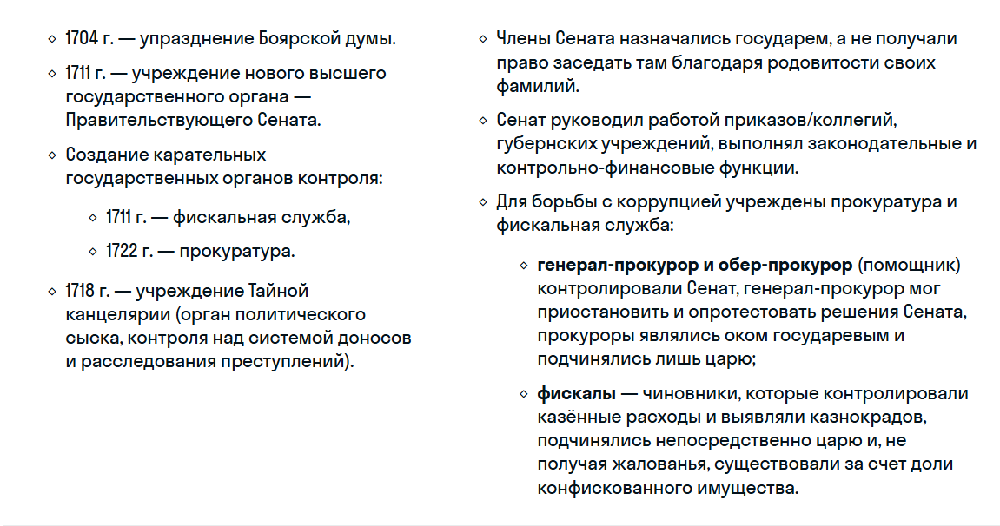 ◇ 1704 г. — упразднение Боярской думы.
◇ 1711 г. — учреждение нового высшего
государственного органа —
Правительствующего Сената.
◇ Создание карательных
государственных органов контроля:
◇ 1711 г. — фискальная служба,
◇ 1722 г. — прокуратура.
◇ 1718 г. — учреждение Тайной
канцелярии (орган политического
сыска, контроля над системой доносов
и расследования преступлений).
◇ Члены Сената назначались государем, а не получали
право заседать там благодаря родовитости своих
фамилий.
◇ Сенат руководил работой приказов/коллегий,
губернских учреждений, выполнял законодательные и
контрольно-финансовые функции.
◇ Для борьбы с коррупцией учреждены прокуратура и
фискальная служба:
◇ генерал-прокурор и обер-прокурор (помощник)
контролировали Сенат, генерал-прокурор мог
приостановить и опротестовать решения Сената,
прокуроры являлись оком государевым и
подчинялись лишь царю;
◇ фискалы — чиновники, которые контролировали
казённые расходы и выявляли казнокрадов,
подчинялись непосредственно царю и, не
получая жалованья, существовали за счет доли
конфискованного имущества.